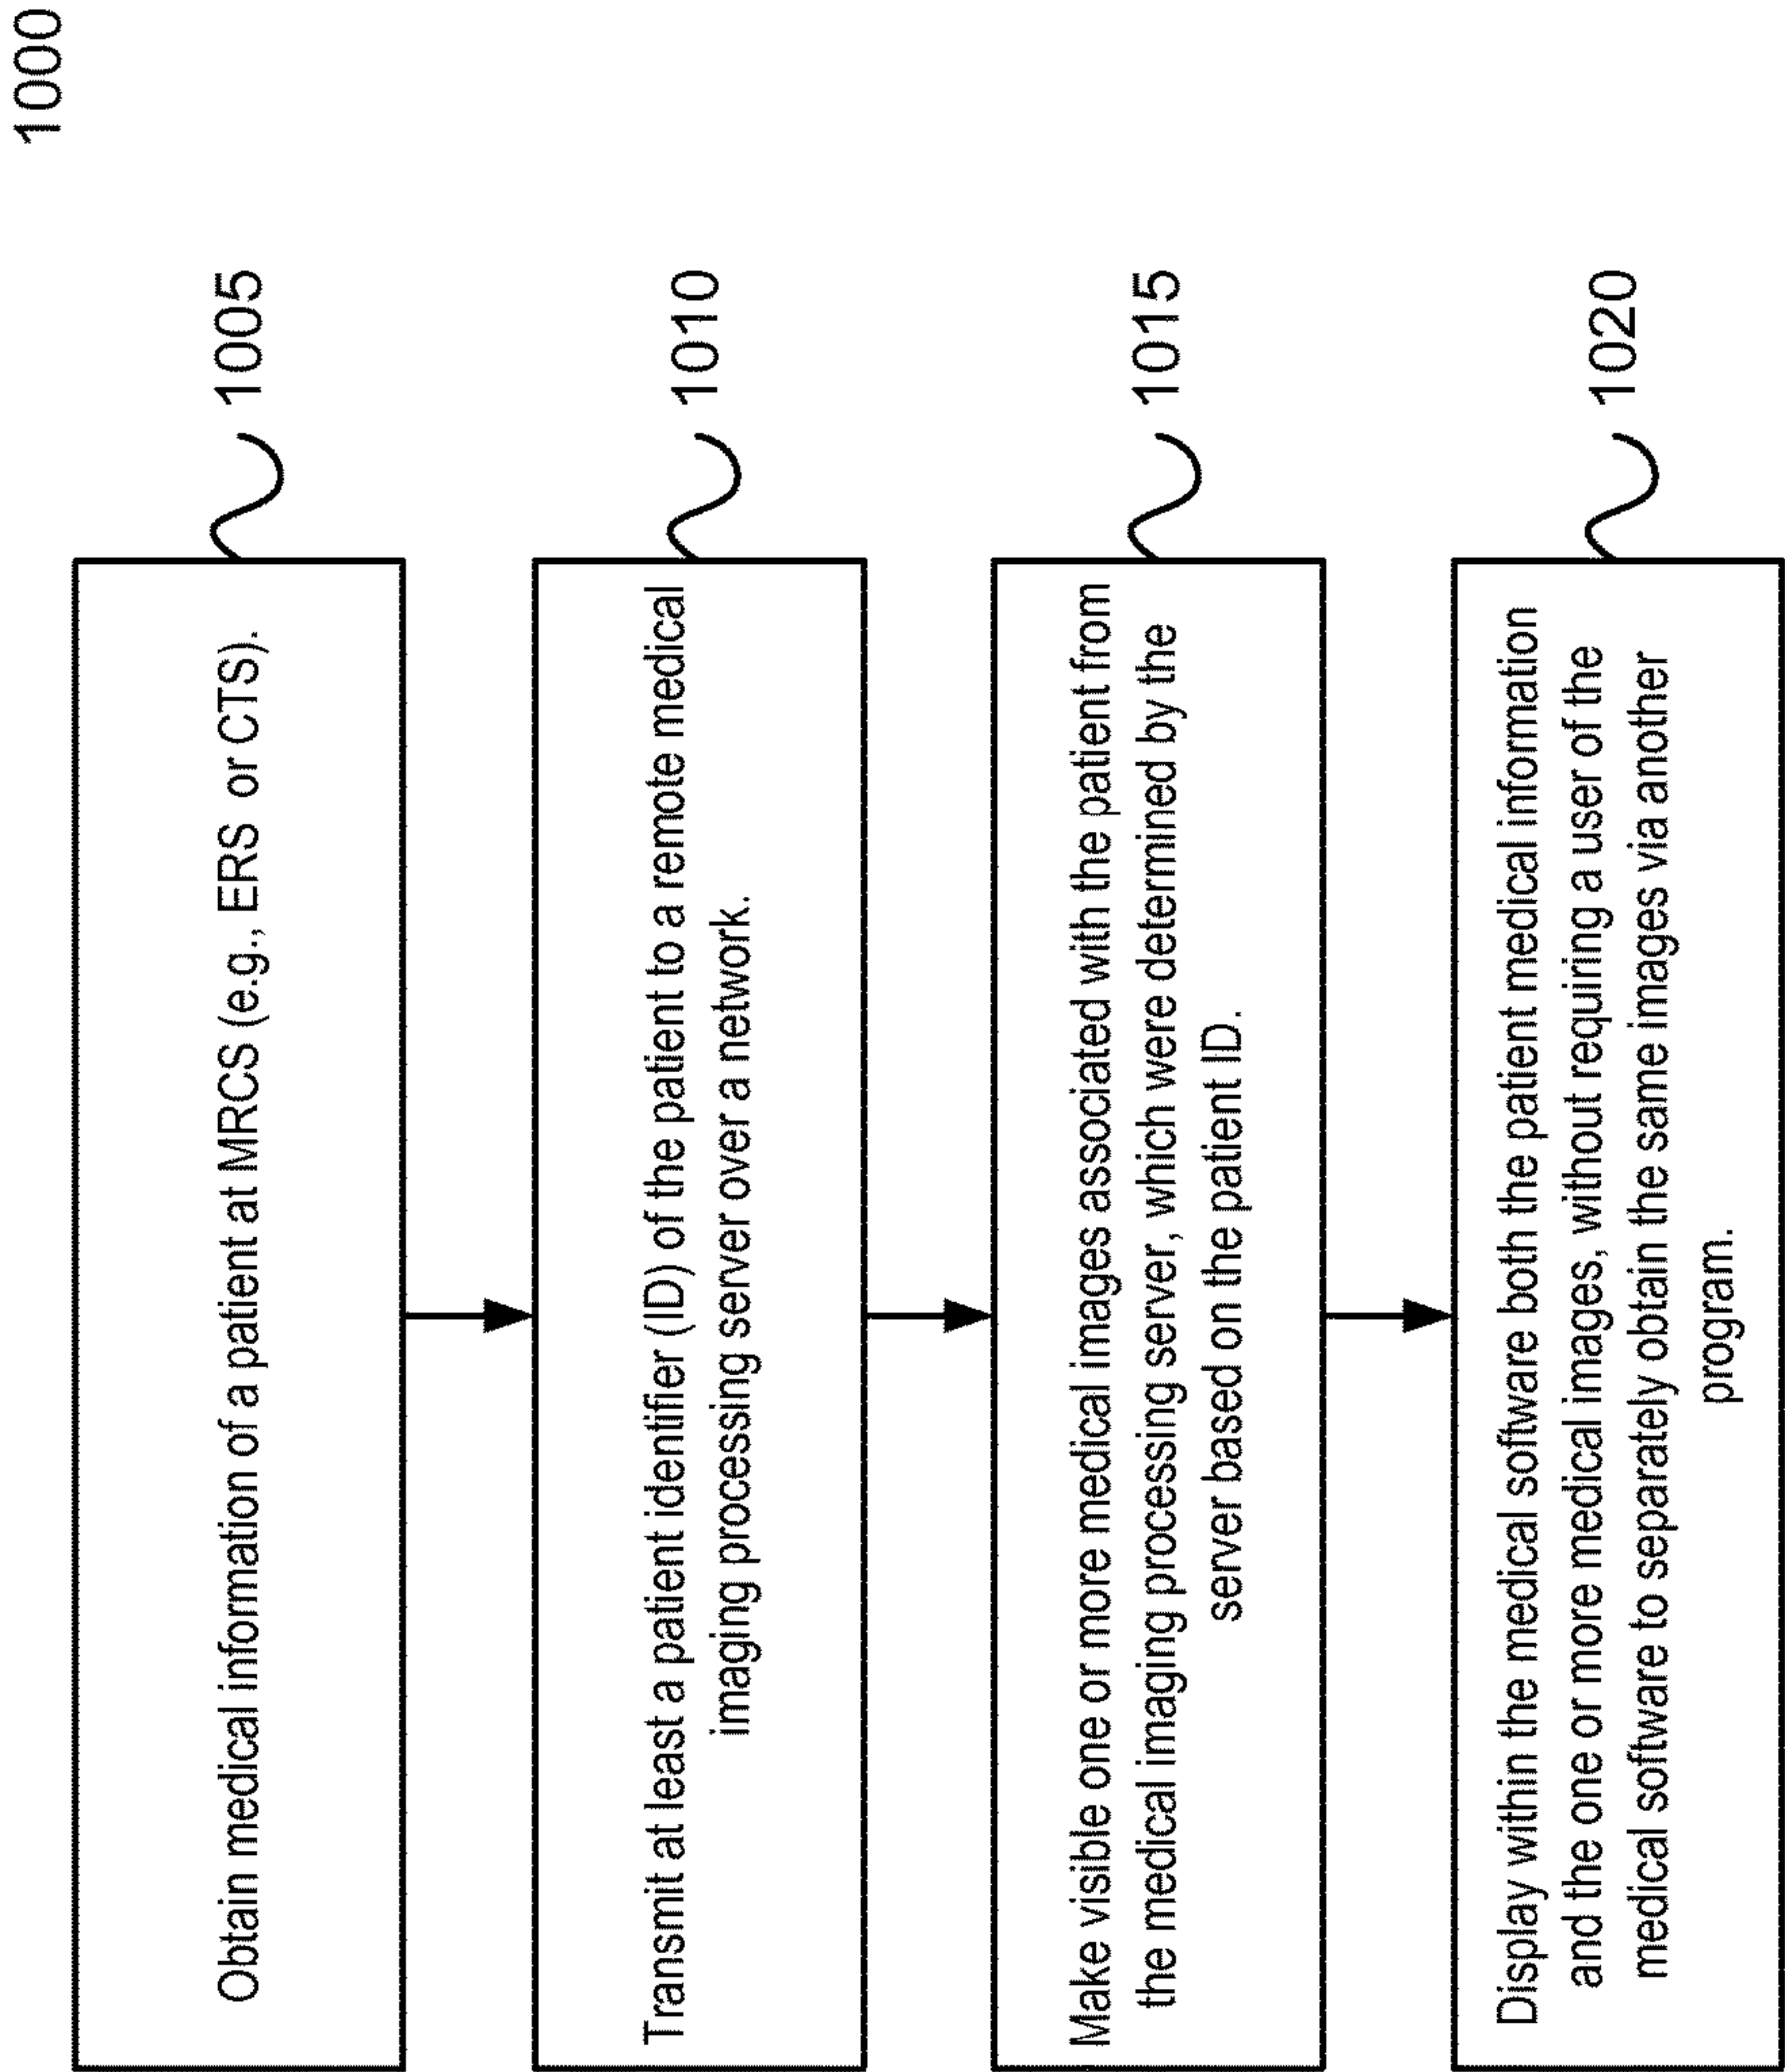 1000
Obtain medical information of a patient at MRCS (e.g., ERS or CTS).
1005
Transmit at least a patient identifier (ID) of the patient to a remote medical
imaging processing server over a network.
1010
Make visible one or more medical images associated with the patient from
the medical imaging processing server, which were determined by the
server based on the patient ID.
1015
Display within the medical software both the patient medical information
and the one or more medical images, without requiring a user of the
medical software to separately obtain the same images via another
program.
1020